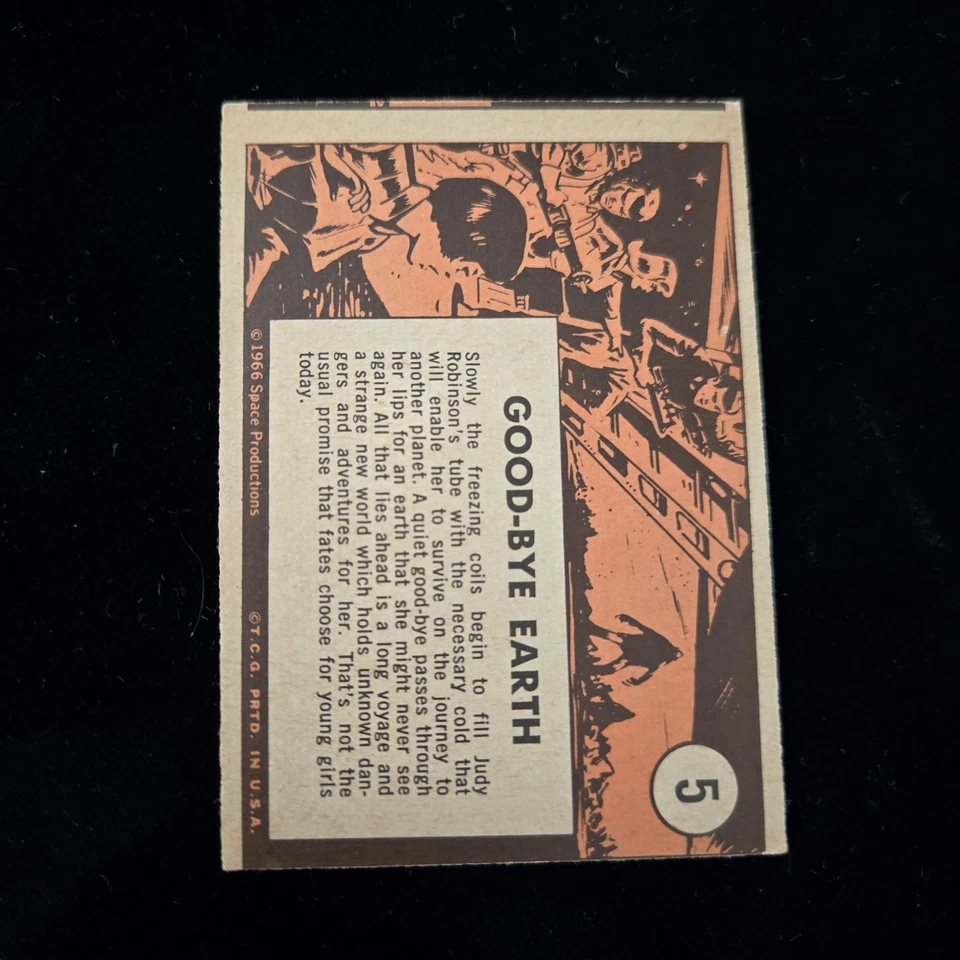 5
GOOD-BYE EARTH
Slowly the freezing coils begin to fill Judy
Robinson's tube with the necessary cold that
will enable her to survive on the journey to
another planet. A quiet good-bye passes through
her lips for an earth that she might never see
again. All that lies ahead is a long voyage and
a strange new world which holds unknown dan-
gers and adventures for her. That's not the
usual promise that fates choose for young girls
today.
© 1966 Space Productions ©T.C.G. PRTD. IN U.S.A.